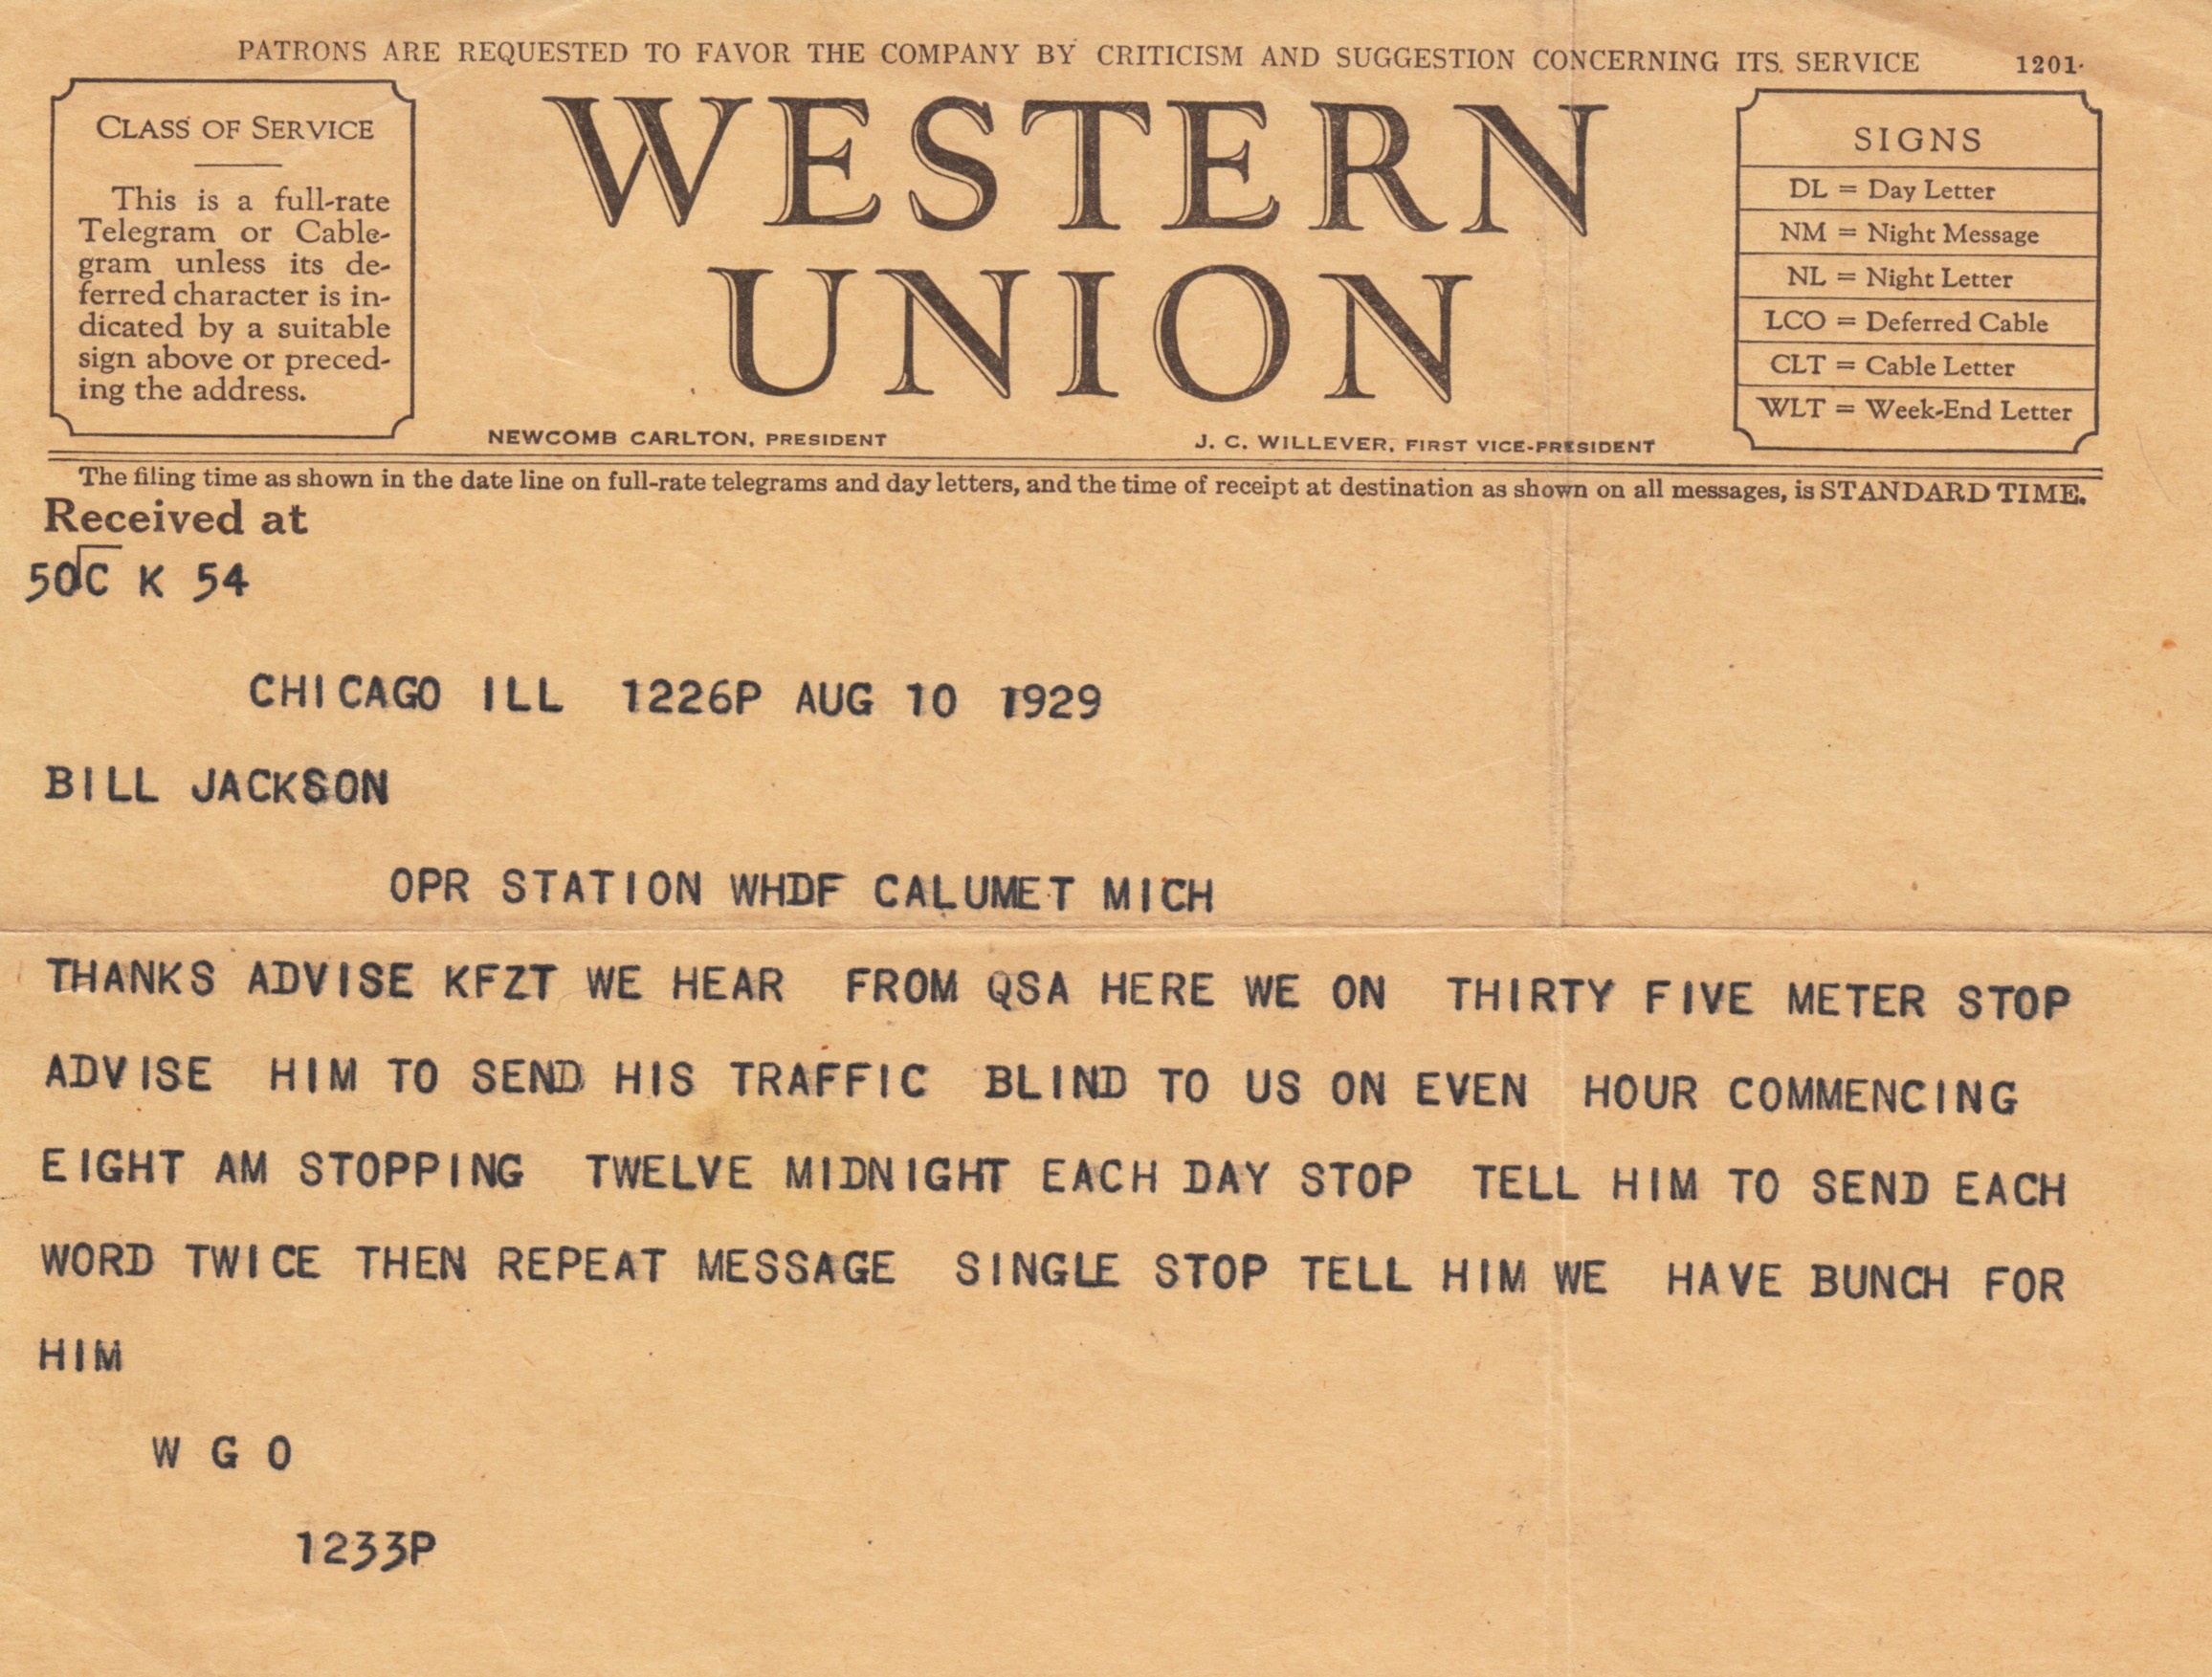 PATRONS ARE REQUESTED TO FAVOR THE COMPANY BY CRITICISM AND SUGGESTION CONCERNING ITS SERVICE 1201
CLASS OF SERVICE
This is a full-rate
Telegram or Cable-
gram unless its de-
ferred character is in-
dicated by a suitable
sign above or preced-
ing the address.
WESTERN
UNION
NEWCOMB CARLTON, PRESIDENT
J. C. WILLEVER, FIRST VICE-PRESIDENT
SIGNS
DL = Day Letter
NM = Night Message
NL = Night Letter
LCO = Deferred Cable
CLT = Cable Letter
WLT = Week-End Letter
The filing time as shown in the date line on full-rate telegrams and day letters, and the time of receipt at destination as shown on all messages, is STANDARD TIME.
Received at
50C K 54
CHICAGO ILL 1226P AUG 10 1929
BILL JACKSON
OPR STATION WHDF CALUMET MICH
THANKS ADVISE KFZT WE HEAR FROM QSA HERE WE ON THIRTY FIVE METER STOP
ADVISE HIM TO SEND HIS TRAFFIC BLIND TO US ON EVEN HOUR COMMENCING
EIGHT AM STOPPING TWELVE MIDNIGHT EACH DAY STOP TELL HIM TO SEND EACH
WORD TWICE THEN REPEAT MESSAGE SINGLE STOP TELL HIM WE HAVE BUNCH FOR
HIM
W G O
1233P